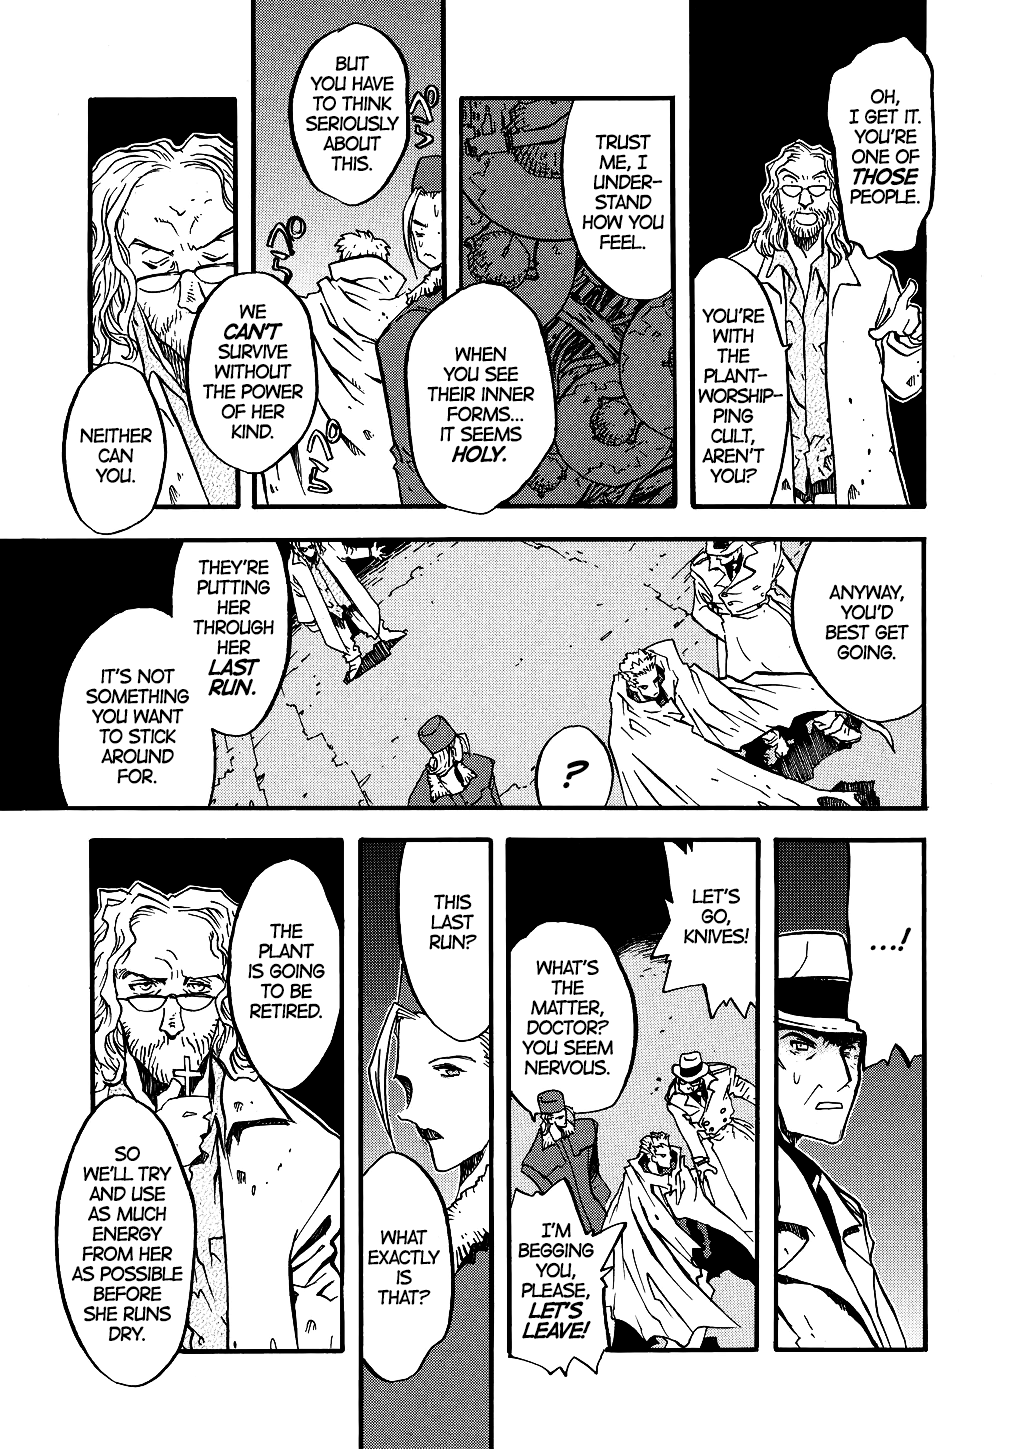 OH,
I GET IT.
YOU'RE
ONE OF
THOSE
PEOPLE.
YOU'RE
WITH
THE
PLANT-
WORSHIP-
PING
CULT,
AREN'T
YOU?
TRUST
ME, I
UNDER-
STAND
HOW YOU
FEEL.
WHEN
YOU SEE
THEIR INNER
FORMS...
IT SEEMS
HOLY.
BUT
YOU HAVE
TO THINK
SERIOUSLY
ABOUT
THIS.
ペら
ペら
ペら
WE
CAN'T
SURVIVE
WITHOUT
THE POWER
OF HER
KIND.
NEITHER
CAN
YOU.
ANYWAY,
YOU'D
BEST GET
GOING.
?
THEY'RE
PUTTING
HER
THROUGH
HER
LAST
RUN.
IT'S NOT
SOMETHING
YOU WANT
TO STICK
AROUND
FOR.
...!
LET'S
GO,
KNIVES!
WHAT'S
THE
MATTER,
DOCTOR?
YOU SEEM
NERVOUS.
I'M
BEGGING
YOU,
PLEASE,
LET'S
LEAVE!
THIS
LAST
RUN?
WHAT
EXACTLY
IS
THAT?
THE
PLANT
IS GOING
TO BE
RETIRED.
SO
WE'LL TRY
AND USE
AS MUCH
ENERGY
FROM HER
AS POSSIBLE
BEFORE
SHE RUNS
DRY.